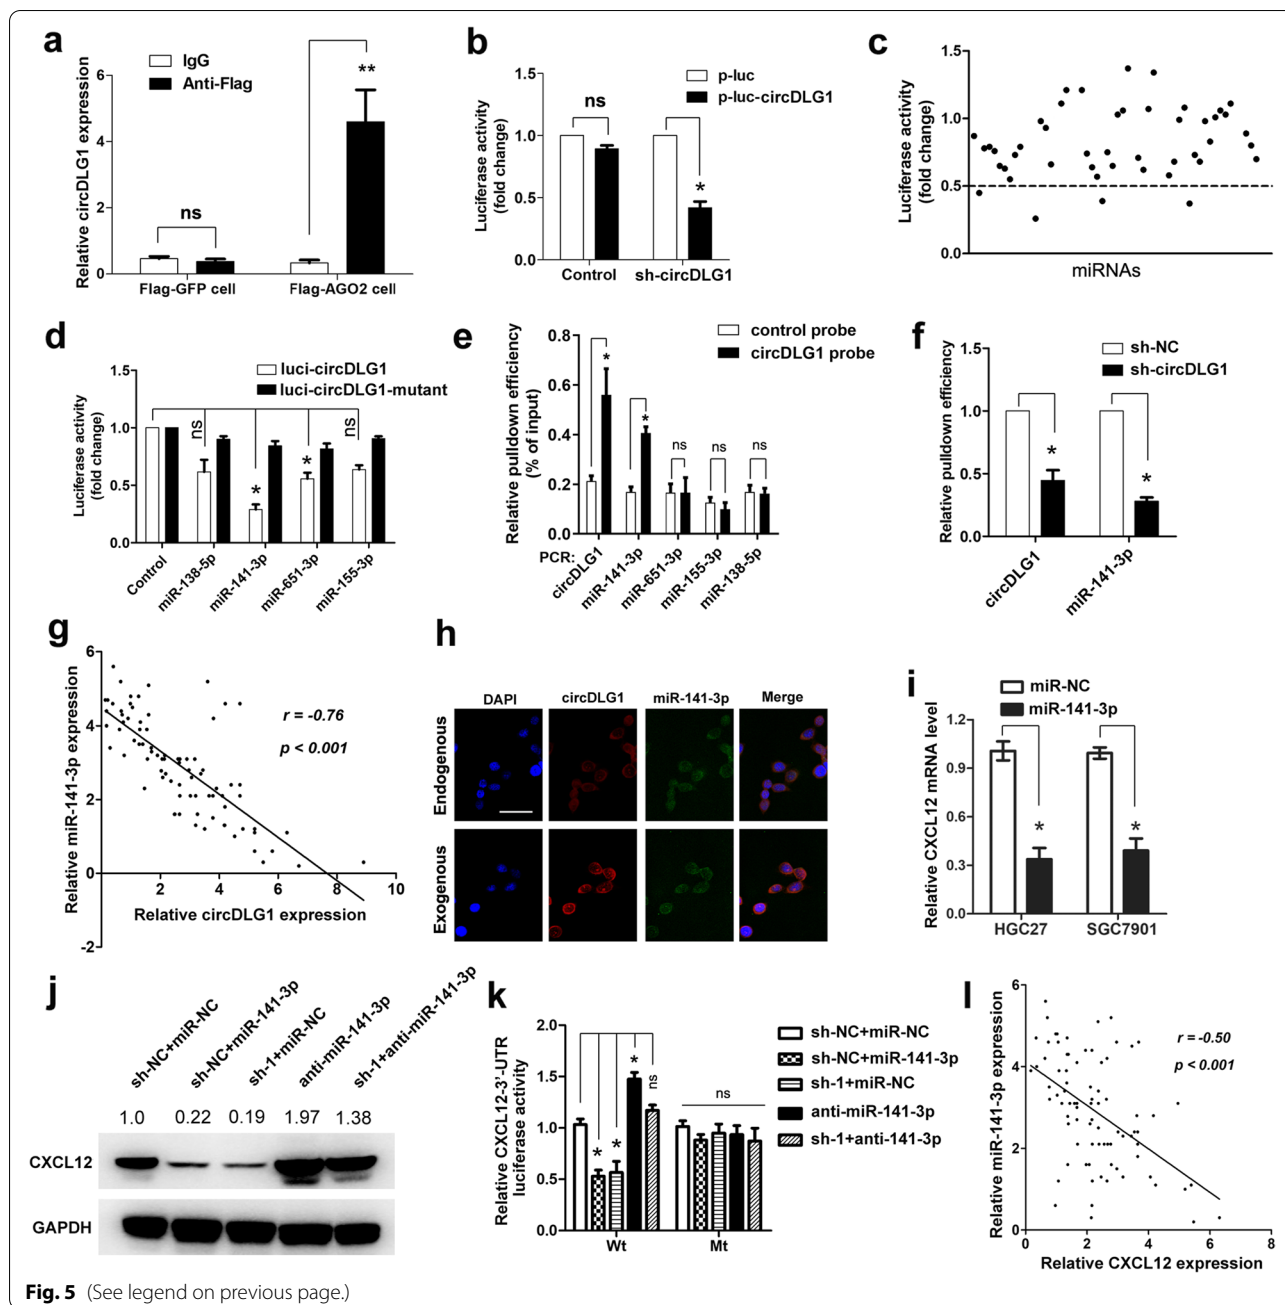 a
Relative circDLG1 expression
IgG
Anti-Flag
6
4
2
0
ns
**
Flag-GFP cell
Flag-AGO2 cell
b
Luciferase activity
(fold change)
p-luc
p-luc-circDLG1
1.5
1.0
0.5
0.0
ns
*
Control
sh-circDLG1
c
Luciferase activity
(fold change)
1.5
1.0
0.5
0.0
miRNAs
d
Luciferase activity
(fold change)
luci-circDLG1
luci-circDLG1-mutant
1.5
1.0
0.5
0.0
ns
*
*
ns
Control
miR-138-5p
miR-141-3p
miR-651-3p
miR-155-3p
e
Relative pulldown efficiency
(% of input)
control probe
circDLG1 probe
0.8
0.6
0.4
0.2
0.0
*
*
ns
ns
ns
PCR:
circDLG1
miR-141-3p
miR-651-3p
miR-155-3p
miR-138-5p
f
Relative pulldown efficiency
sh-NC
sh-circDLG1
1.5
1.0
0.5
0.0
*
*
circDLG1
miR-141-3p
g
Relative miR-141-3p expression
6
4
2
0
-2
r = -0.76
p < 0.001
2
4
6
8
10
Relative circDLG1 expression
h
DAPI
circDLG1
miR-141-3p
Merge
Endogenous
Exogenous
i
Relative CXCL12 mRNA level
miR-NC
miR-141-3p
1.2
0.9
0.6
0.3
0.0
*
*
HGC27
SGC7901
j
sh-NC+miR-NC
sh-NC+miR-141-3p
sh-1+miR-NC
anti-miR-141-3p
sh-1+anti-miR-141-3p
1.0 0.22 0.19 1.97 1.38
CXCL12
GAPDH
k
Relative CXCL12-3'-UTR
luciferase activity
2.0
1.5
1.0
0.5
0.0
*
*
*
ns
ns
Wt
Mt
sh-NC+miR-NC
sh-NC+miR-141-3p
sh-1+miR-NC
anti-miR-141-3p
sh-1+anti-141-3p
l
Relative miR-141-3p expression
6
4
2
0
r = -0.50
p < 0.001
0
2
4
6
8
Relative CXCL12 expression
Fig. 5 (See legend on previous page.)